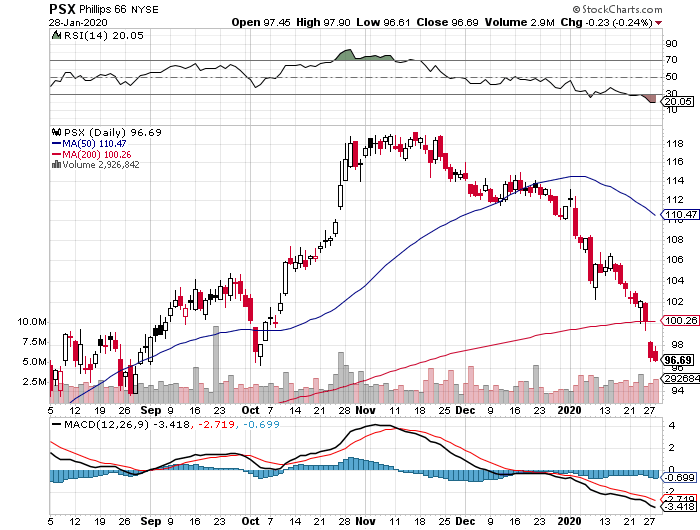 PSX Phillips 66 NYSE © StockCharts.com
28-Jan-2020 Open 97.45 High 97.90 Low 96.61 Close 96.69 Volume 2.9M Chg -0.23 (-0.24%)
RSI(14) 20.05
90
70
50
30
20.05
10
PSX (Daily) 96.69
MA(50) 110.47
MA(200) 100.26
Volume 2,926,842
118
116
114
112
110.47
108
106
104
102
100.26
98
96.69
96
94
292684
10.0M
7.5M
5.0M
2.5M
5 12 19 26 Sep 9 16 23 Oct 7 14 21 28 Nov 11 18 25 Dec 9 16 23 2020 13 21 27
MACD(12,26,9) -3.418, -2.719, -0.699
4
2
0
-0.699
-2
-2.719
-3.418
5 12 19 26 Sep 9 16 23 Oct 7 14 21 28 Nov 11 18 25 Dec 9 16 23 2020 13 21 27